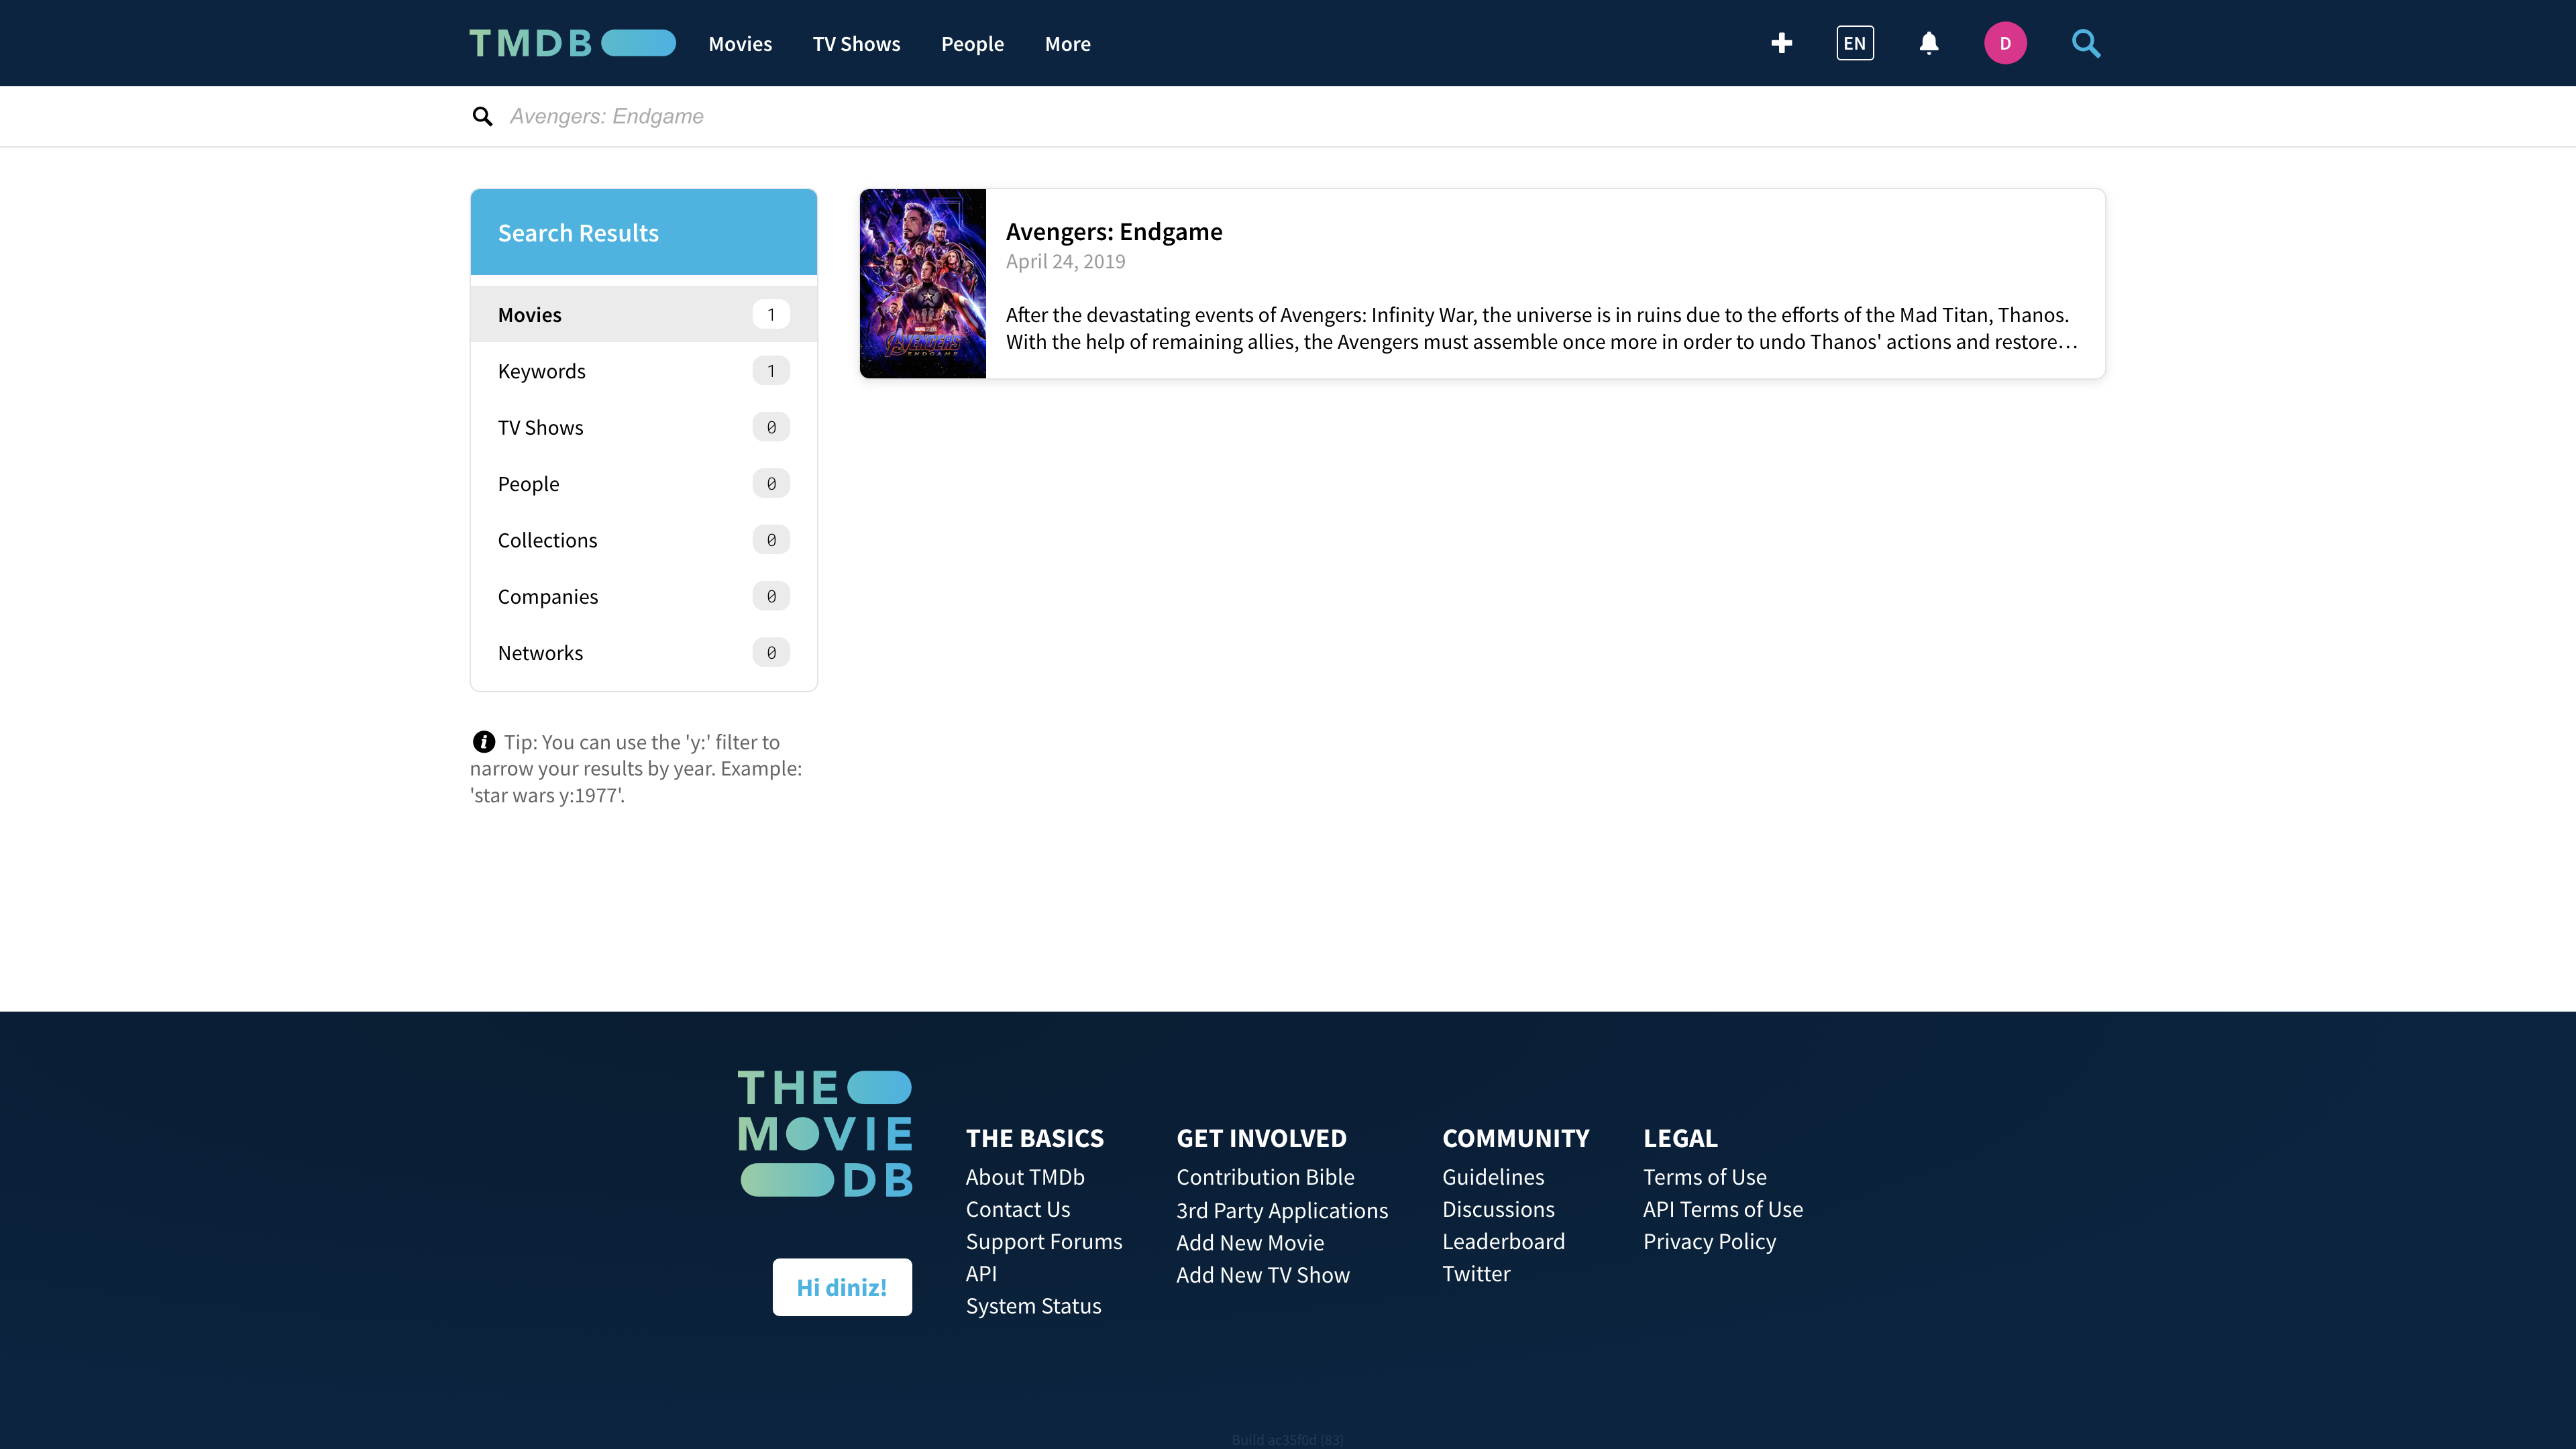 TMDB
Movies
TV Shows
People
More
EN
D
Avengers: Endgame
Search Results
Movies 1
Keywords 1
TV Shows 0
People 0
Collections 0
Companies 0
Networks 0
Tip: You can use the 'y:' filter to
narrow your results by year. Example:
'star wars y:1977'.
AVENGERS
ENDGAME
Avengers: Endgame
April 24, 2019
After the devastating events of Avengers: Infinity War, the universe is in ruins due to the efforts of the Mad Titan, Thanos.
With the help of remaining allies, the Avengers must assemble once more in order to undo Thanos' actions and restore…
THE
MOVIE
DB
Hi diniz!
THE BASICS
About TMDb
Contact Us
Support Forums
API
System Status
GET INVOLVED
Contribution Bible
3rd Party Applications
Add New Movie
Add New TV Show
COMMUNITY
Guidelines
Discussions
Leaderboard
Twitter
LEGAL
Terms of Use
API Terms of Use
Privacy Policy
Build ac35f0d (83)